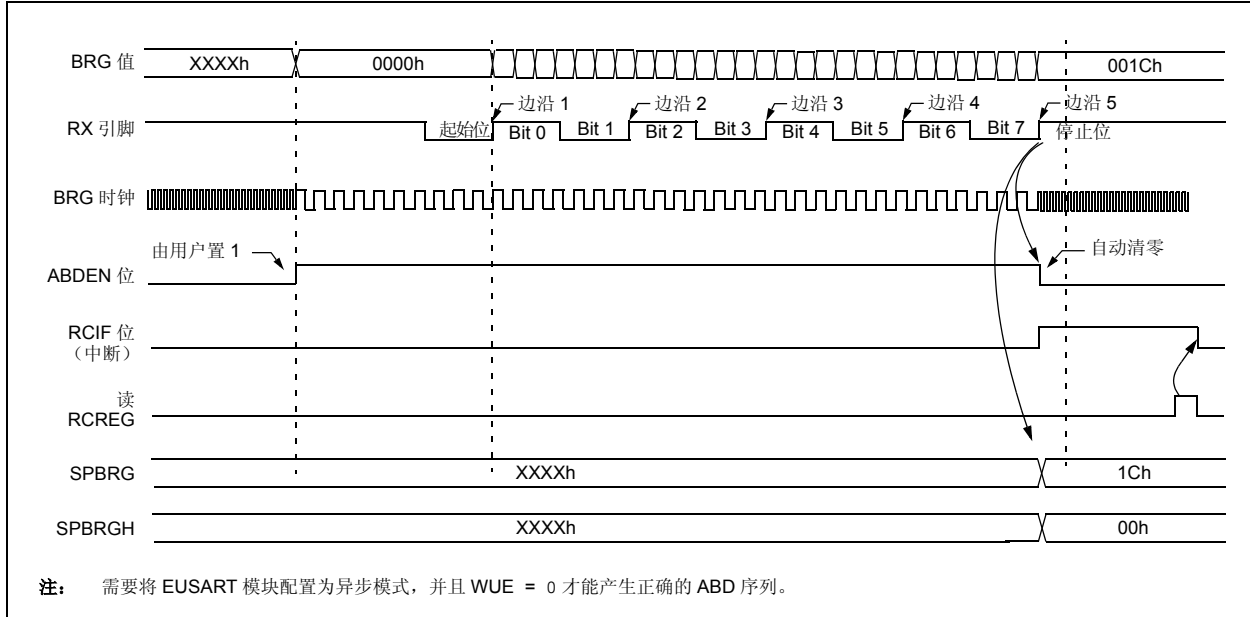 BRG 值 XXXXh 0000h 001Ch
边沿 1 边沿 2 边沿 3 边沿 4 边沿 5
RX 引脚 起始位 Bit 0 Bit 1 Bit 2 Bit 3 Bit 4 Bit 5 Bit 6 Bit 7 停止位
BRG 时钟
由用户置 1 自动清零
ABDEN 位
RCIF 位
（中断）
读
RCREG
SPBRG XXXXh 1Ch
SPBRGH XXXXh 00h
注： 需要将 EUSART 模块配置为异步模式，并且 WUE = 0 才能产生正确的 ABD 序列。